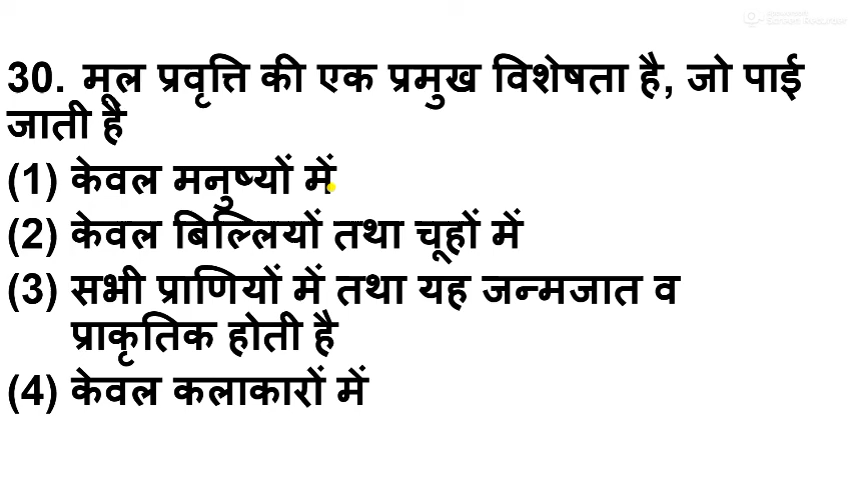 30. मूल प्रवृत्ति की एक प्रमुख विशेषता है, जो पाई
जाती है
(1) केवल मनुष्यों में
(2) केवल बिल्लियों तथा चूहों में
(3) सभी प्राणियों में तथा यह जन्मजात व
प्राकृतिक होती है
(4) केवल कलाकारों में